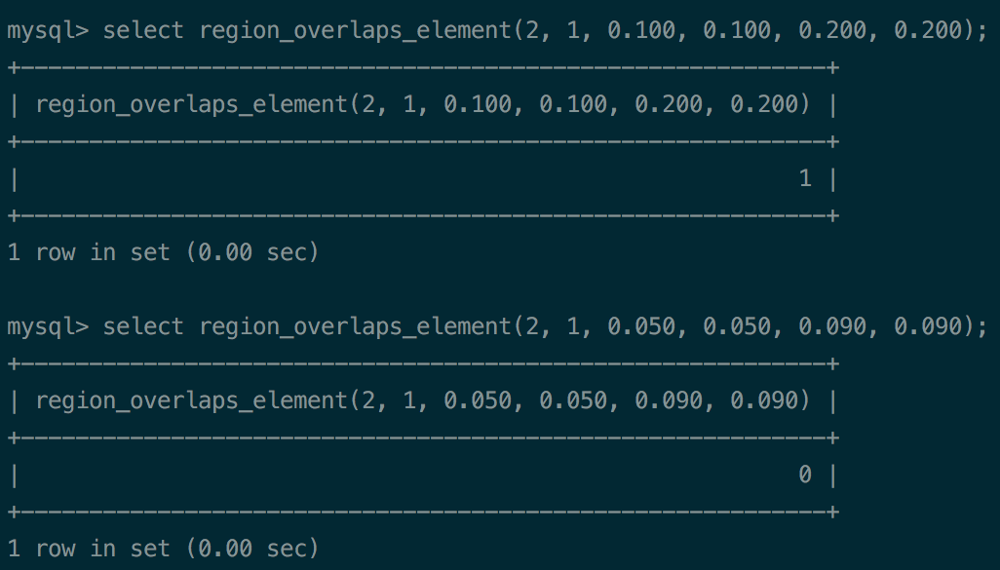 mysql> select region_overlaps_element(2, 1, 0.100, 0.100, 0.200, 0.200);
+-----------------------------------------------------------+
| region_overlaps_element(2, 1, 0.100, 0.100, 0.200, 0.200) |
+-----------------------------------------------------------+
|                                                         1 |
+-----------------------------------------------------------+
1 row in set (0.00 sec)

mysql> select region_overlaps_element(2, 1, 0.050, 0.050, 0.090, 0.090);
+-----------------------------------------------------------+
| region_overlaps_element(2, 1, 0.050, 0.050, 0.090, 0.090) |
+-----------------------------------------------------------+
|                                                         0 |
+-----------------------------------------------------------+
1 row in set (0.00 sec)